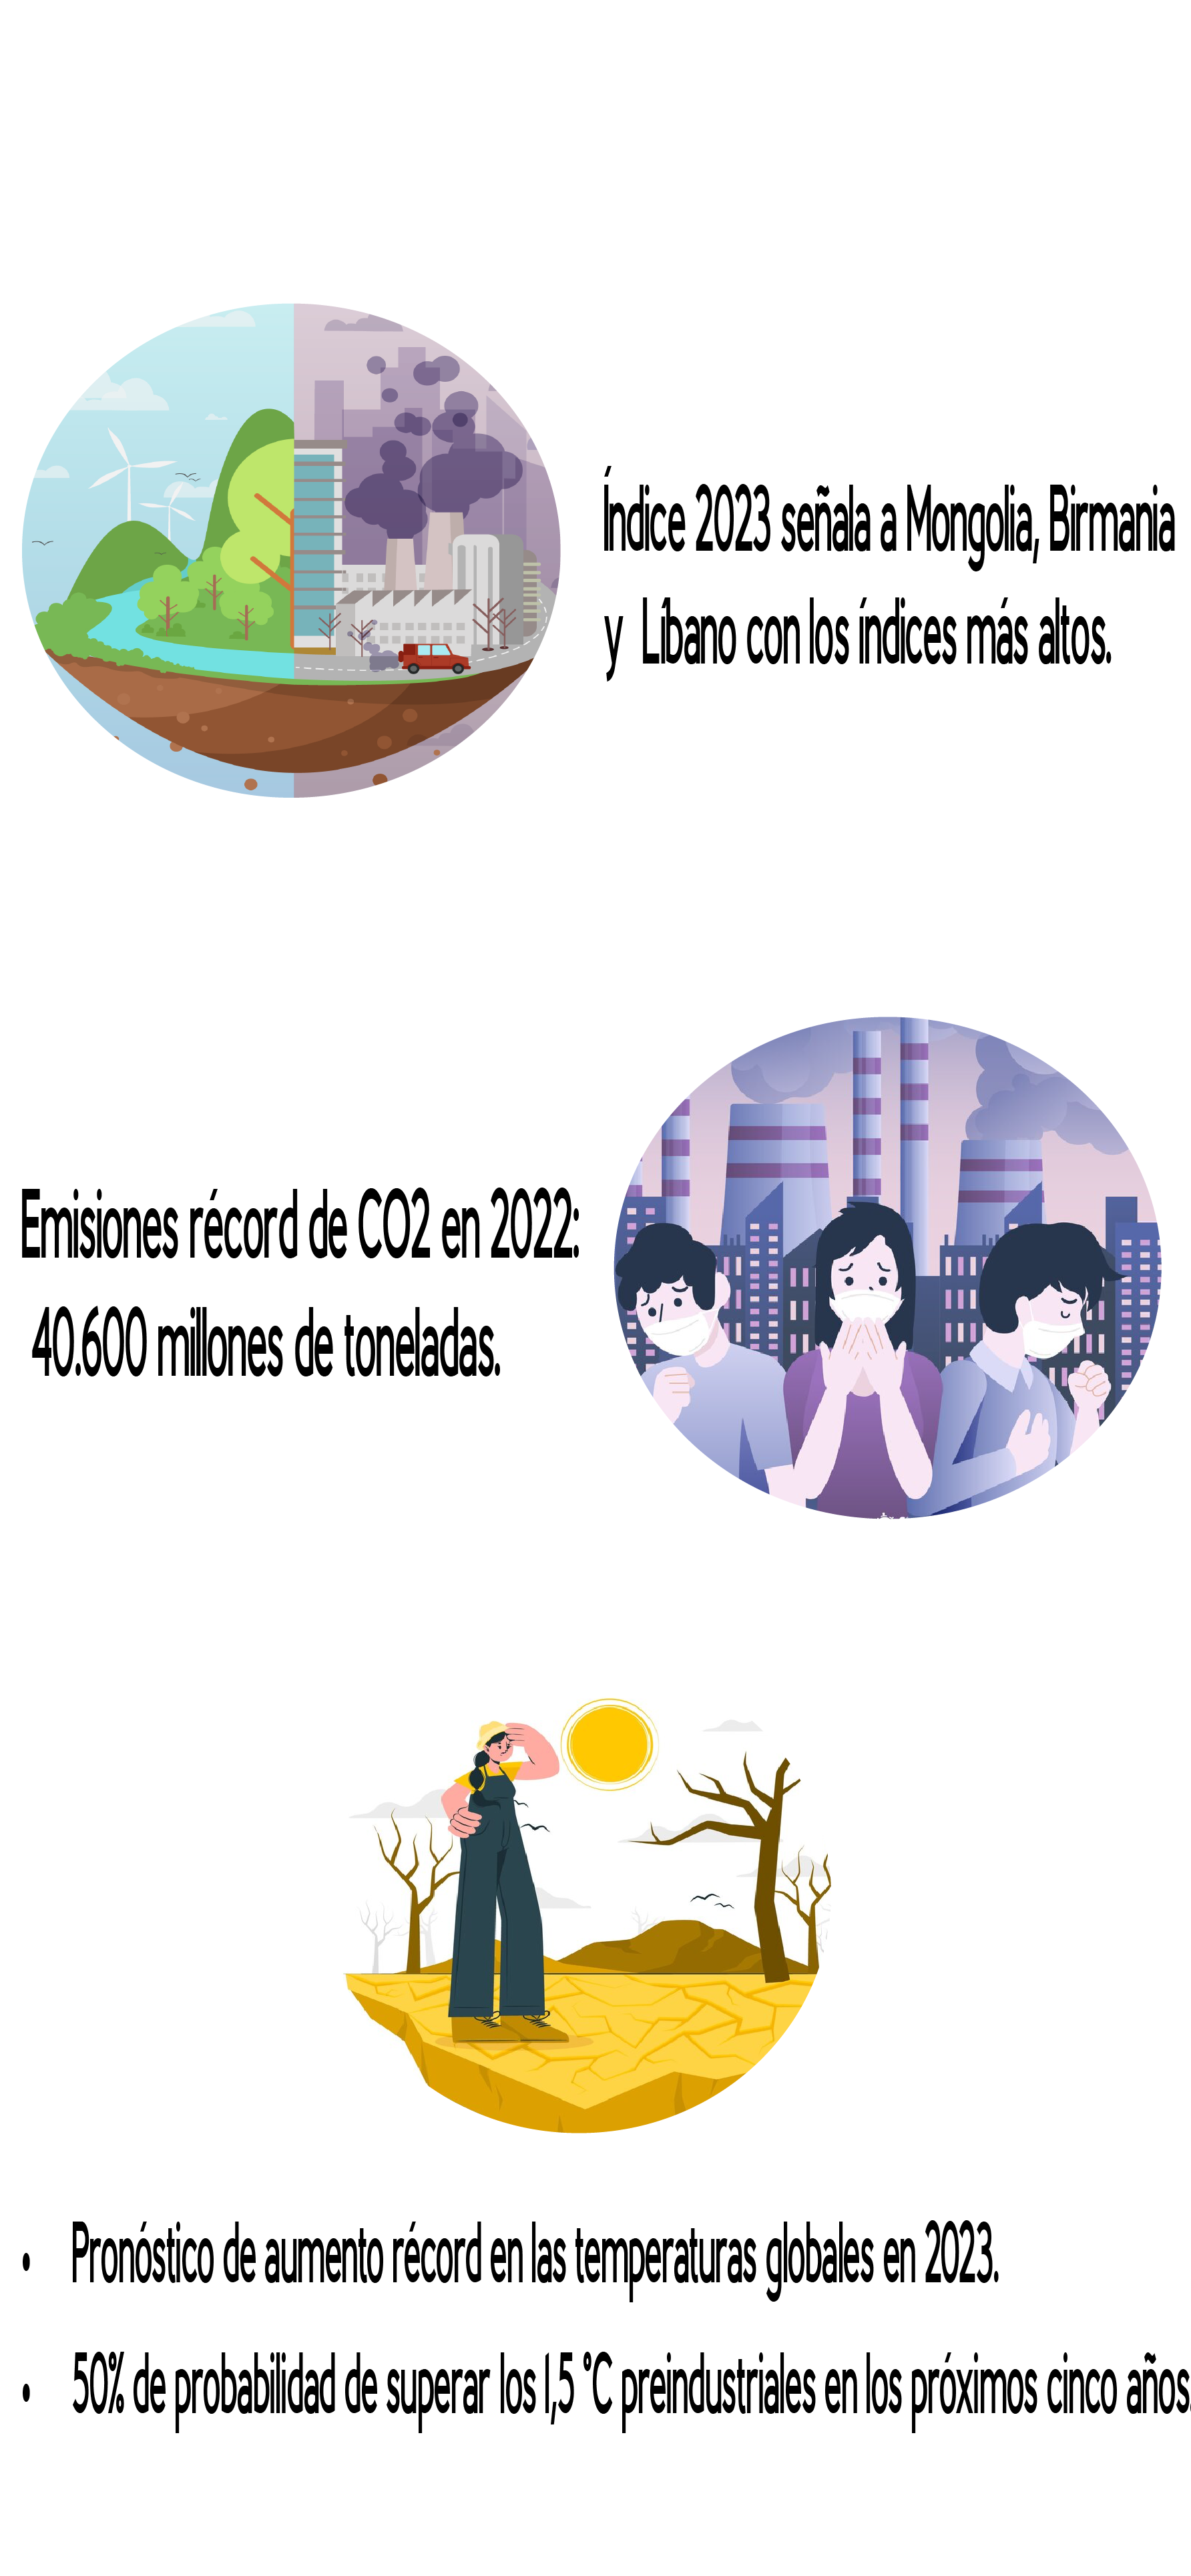 Índice 2023 señala a Mongolia, Birmania
y Líbano con los índices más altos.
Emisiones récord de CO2 en 2022:
40.600 millones de toneladas.
• Pronóstico de aumento récord en las temperaturas globales en 2023.
• 50% de probabilidad de superar los 1,5 °C preindustriales en los próximos cinco años.